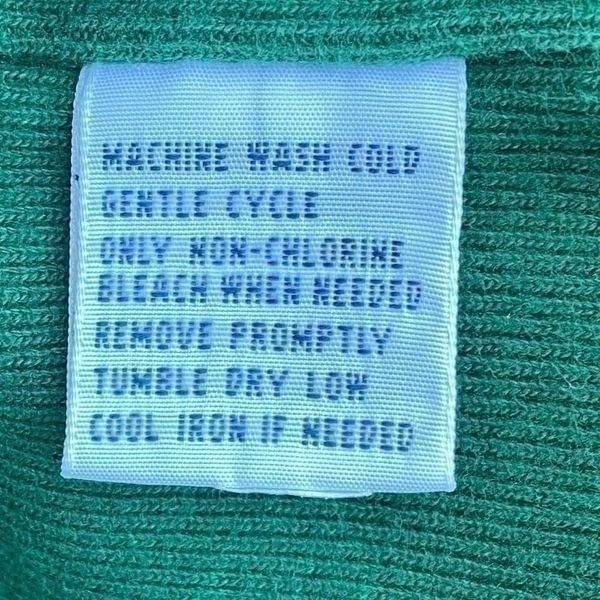 MACHINE WASH COLD
GENTLE CYCLE
ONLY NON-CHLORINE
BLEACH WHEN NEEDED
REMOVE PROMPTLY
TUMBLE DRY LOW
COOL IRON IF NEEDED